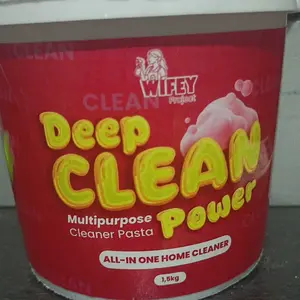 WIFEY
Project
CLEAN
Deep
CLEAN
Power
Multipurpose
Cleaner Pasta
ALL-IN ONE HOME CLEANER
1,5kg